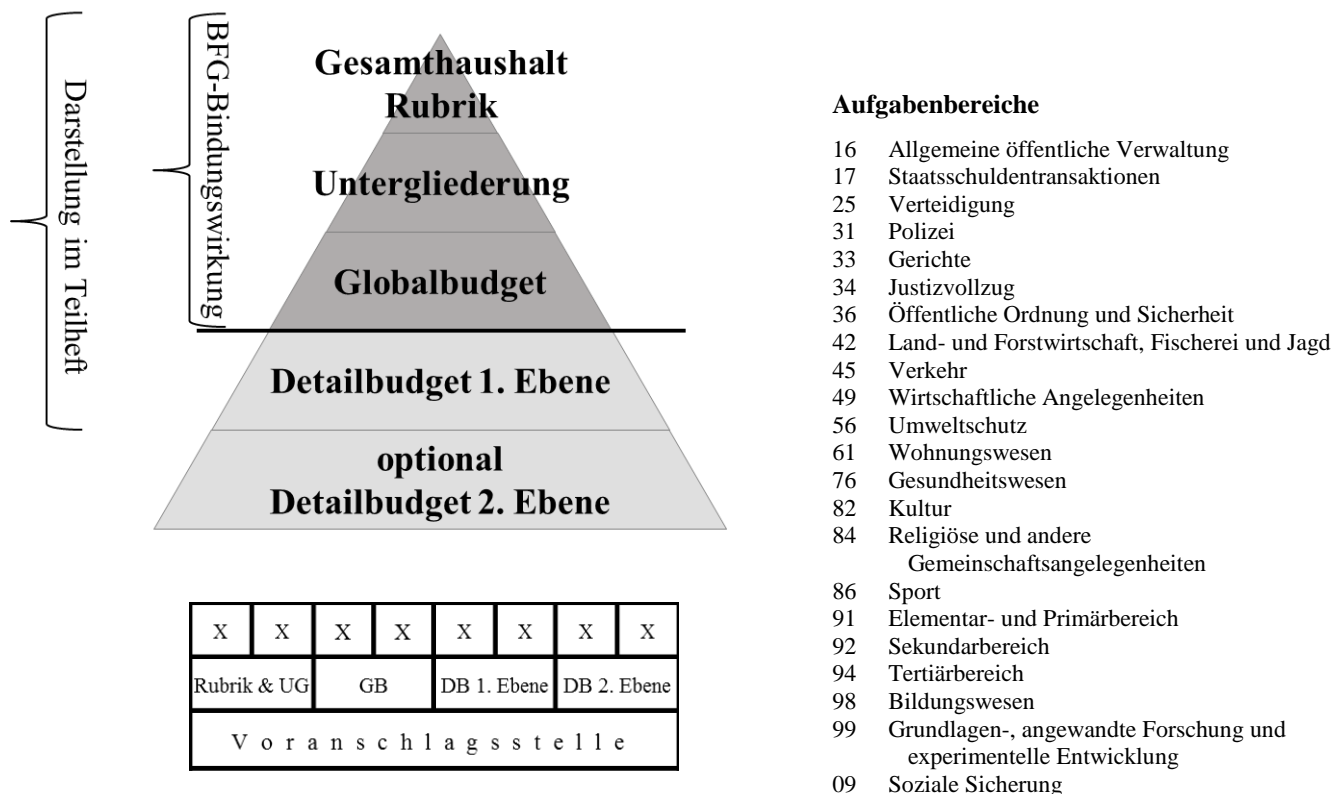 Darstellung im Teilheft
BFG-Bindungswirkung
Gesamthaushalt
Rubrik
Untergliederung
Globalbudget
Detailbudget 1. Ebene
optional
Detailbudget 2. Ebene
X X X X X X X X
Rubrik & UG GB DB 1. Ebene DB 2. Ebene
Voranschlagsstelle
Aufgabenbereiche
16 Allgemeine öffentliche Verwaltung
17 Staatsschuldentransaktionen
25 Verteidigung
31 Polizei
33 Gerichte
34 Justizvollzug
36 Öffentliche Ordnung und Sicherheit
42 Land- und Forstwirtschaft, Fischerei und Jagd
45 Verkehr
49 Wirtschaftliche Angelegenheiten
56 Umweltschutz
61 Wohnungswesen
76 Gesundheitswesen
82 Kultur
84 Religiöse und andere
Gemeinschaftsangelegenheiten
86 Sport
91 Elementar- und Primärbereich
92 Sekundarbereich
94 Tertiärbereich
98 Bildungswesen
99 Grundlagen-, angewandte Forschung und
experimentelle Entwicklung
09 Soziale Sicherung